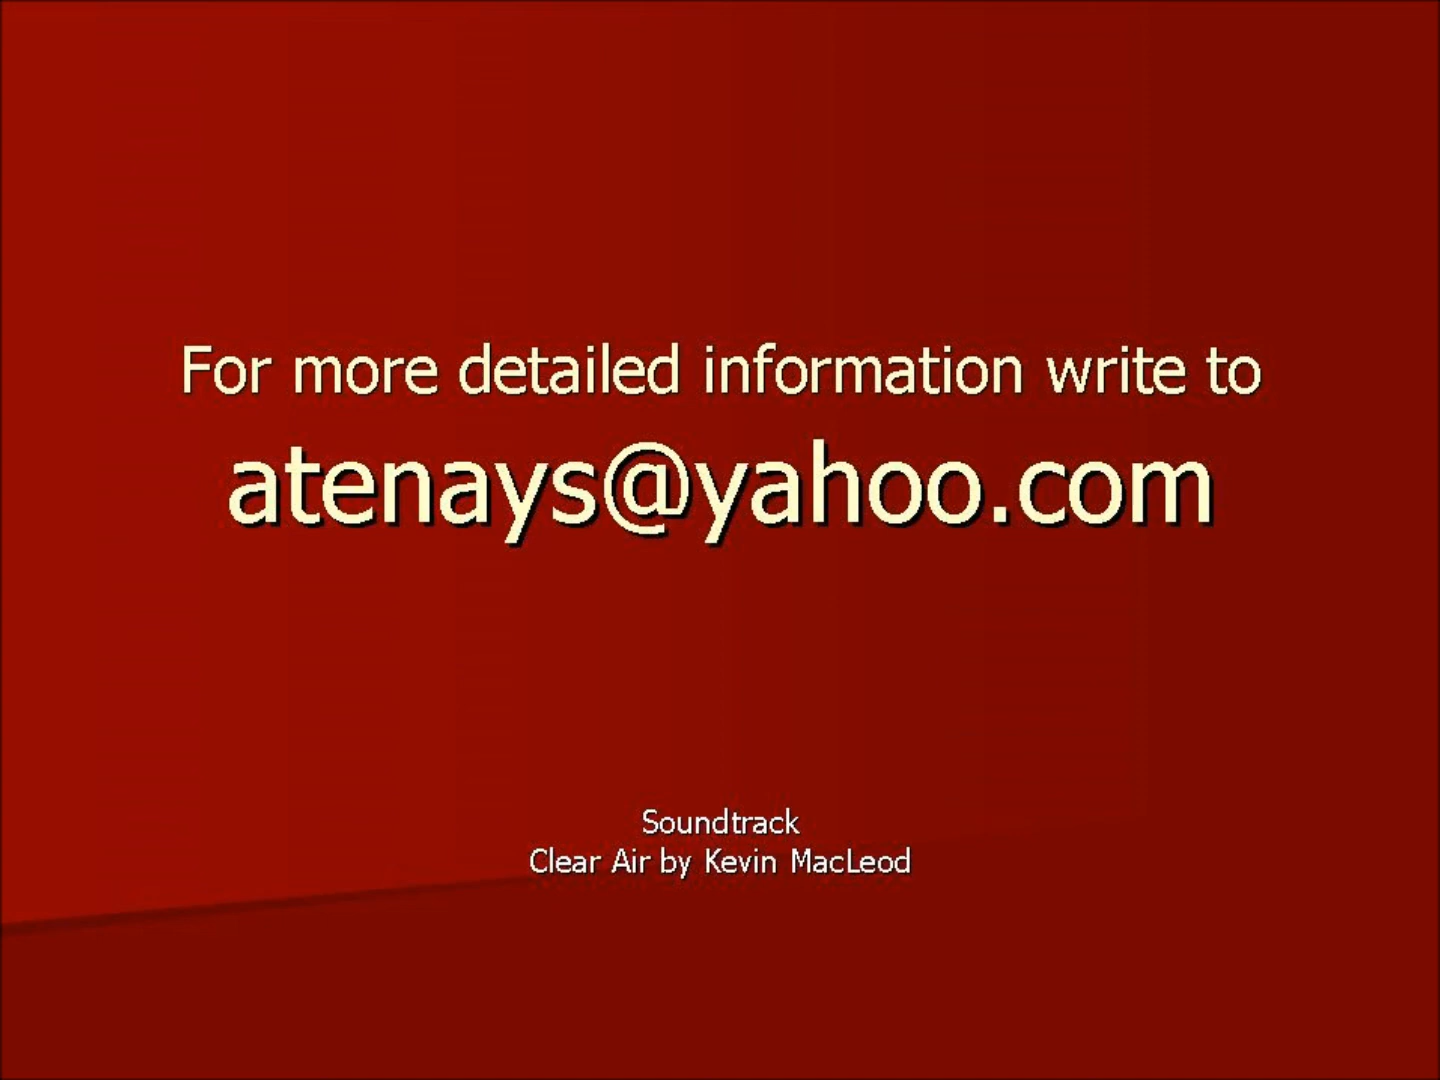 For more detailed information write to
atenays@yahoo.com
Soundtrack
Clear Air by Kevin MacLeod